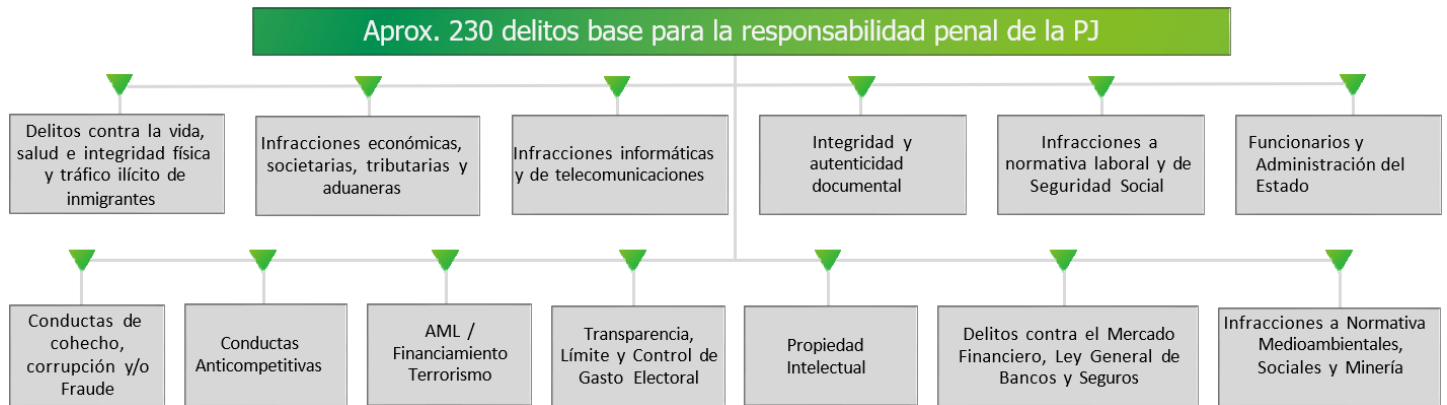 Aprox. 230 delitos base para la responsabilidad penal de la PJ
Delitos contra la vida,
salud e integridad física
y tráfico ilícito de
inmigrantes
Infracciones económicas,
societarias, tributarias y
aduaneras
Infracciones informáticas
y de telecomunicaciones
Integridad y
autenticidad
documental
Infracciones a
normativa laboral y de
Seguridad Social
Funcionarios y
Administración del
Estado
Conductas de
cohecho,
corrupción y/o
Fraude
Conductas
Anticompetitivas
AML /
Financiamiento
Terrorismo
Transparencia,
Límite y Control de
Gasto Electoral
Propiedad
Intelectual
Delitos contra el Mercado
Financiero, Ley General de
Bancos y Seguros
Infracciones a Normativa
Medioambientales,
Sociales y Minería